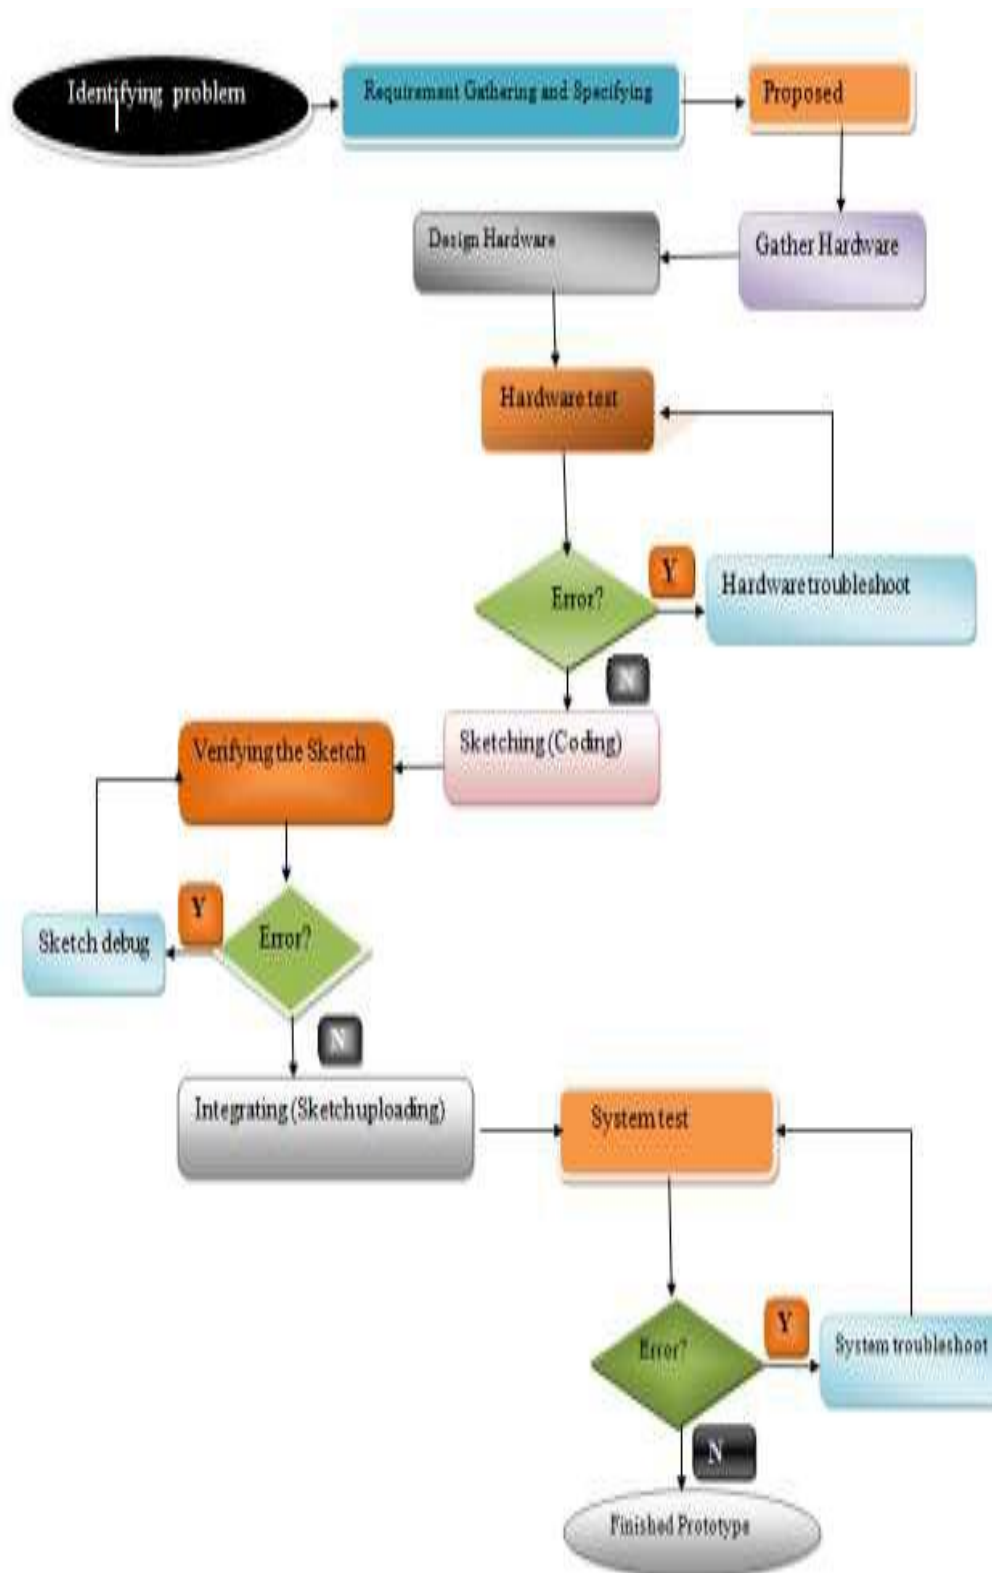 Identifying problem
Requirement Gathering and Specifying
Proposed
Design Hardware
Gather Hardware
Hardware test
Error?
Y
Hardware troubleshoot
N
Sketching (Coding)
Verifying the Sketch
Y
Error?
Sketch debug
N
Integrating (Sketch uploading)
System test
Error?
Y
System troubleshoot
N
Finished Prototype